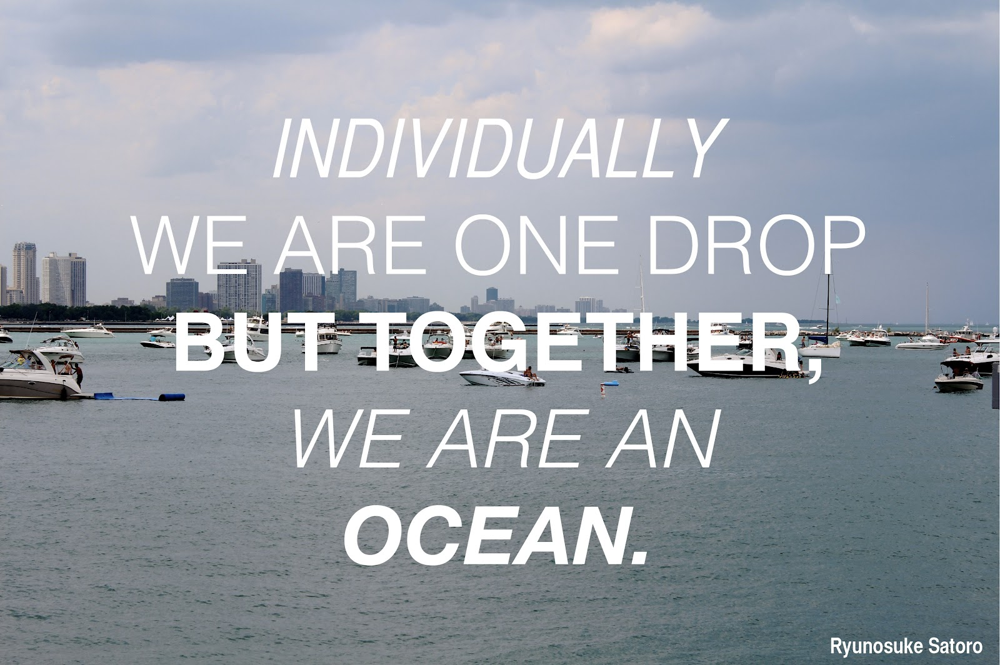 INDIVIDUALLY
WE ARE ONE DROP
BUT TOGETHER,
WE ARE AN
OCEAN.
Ryunosuke Satoro